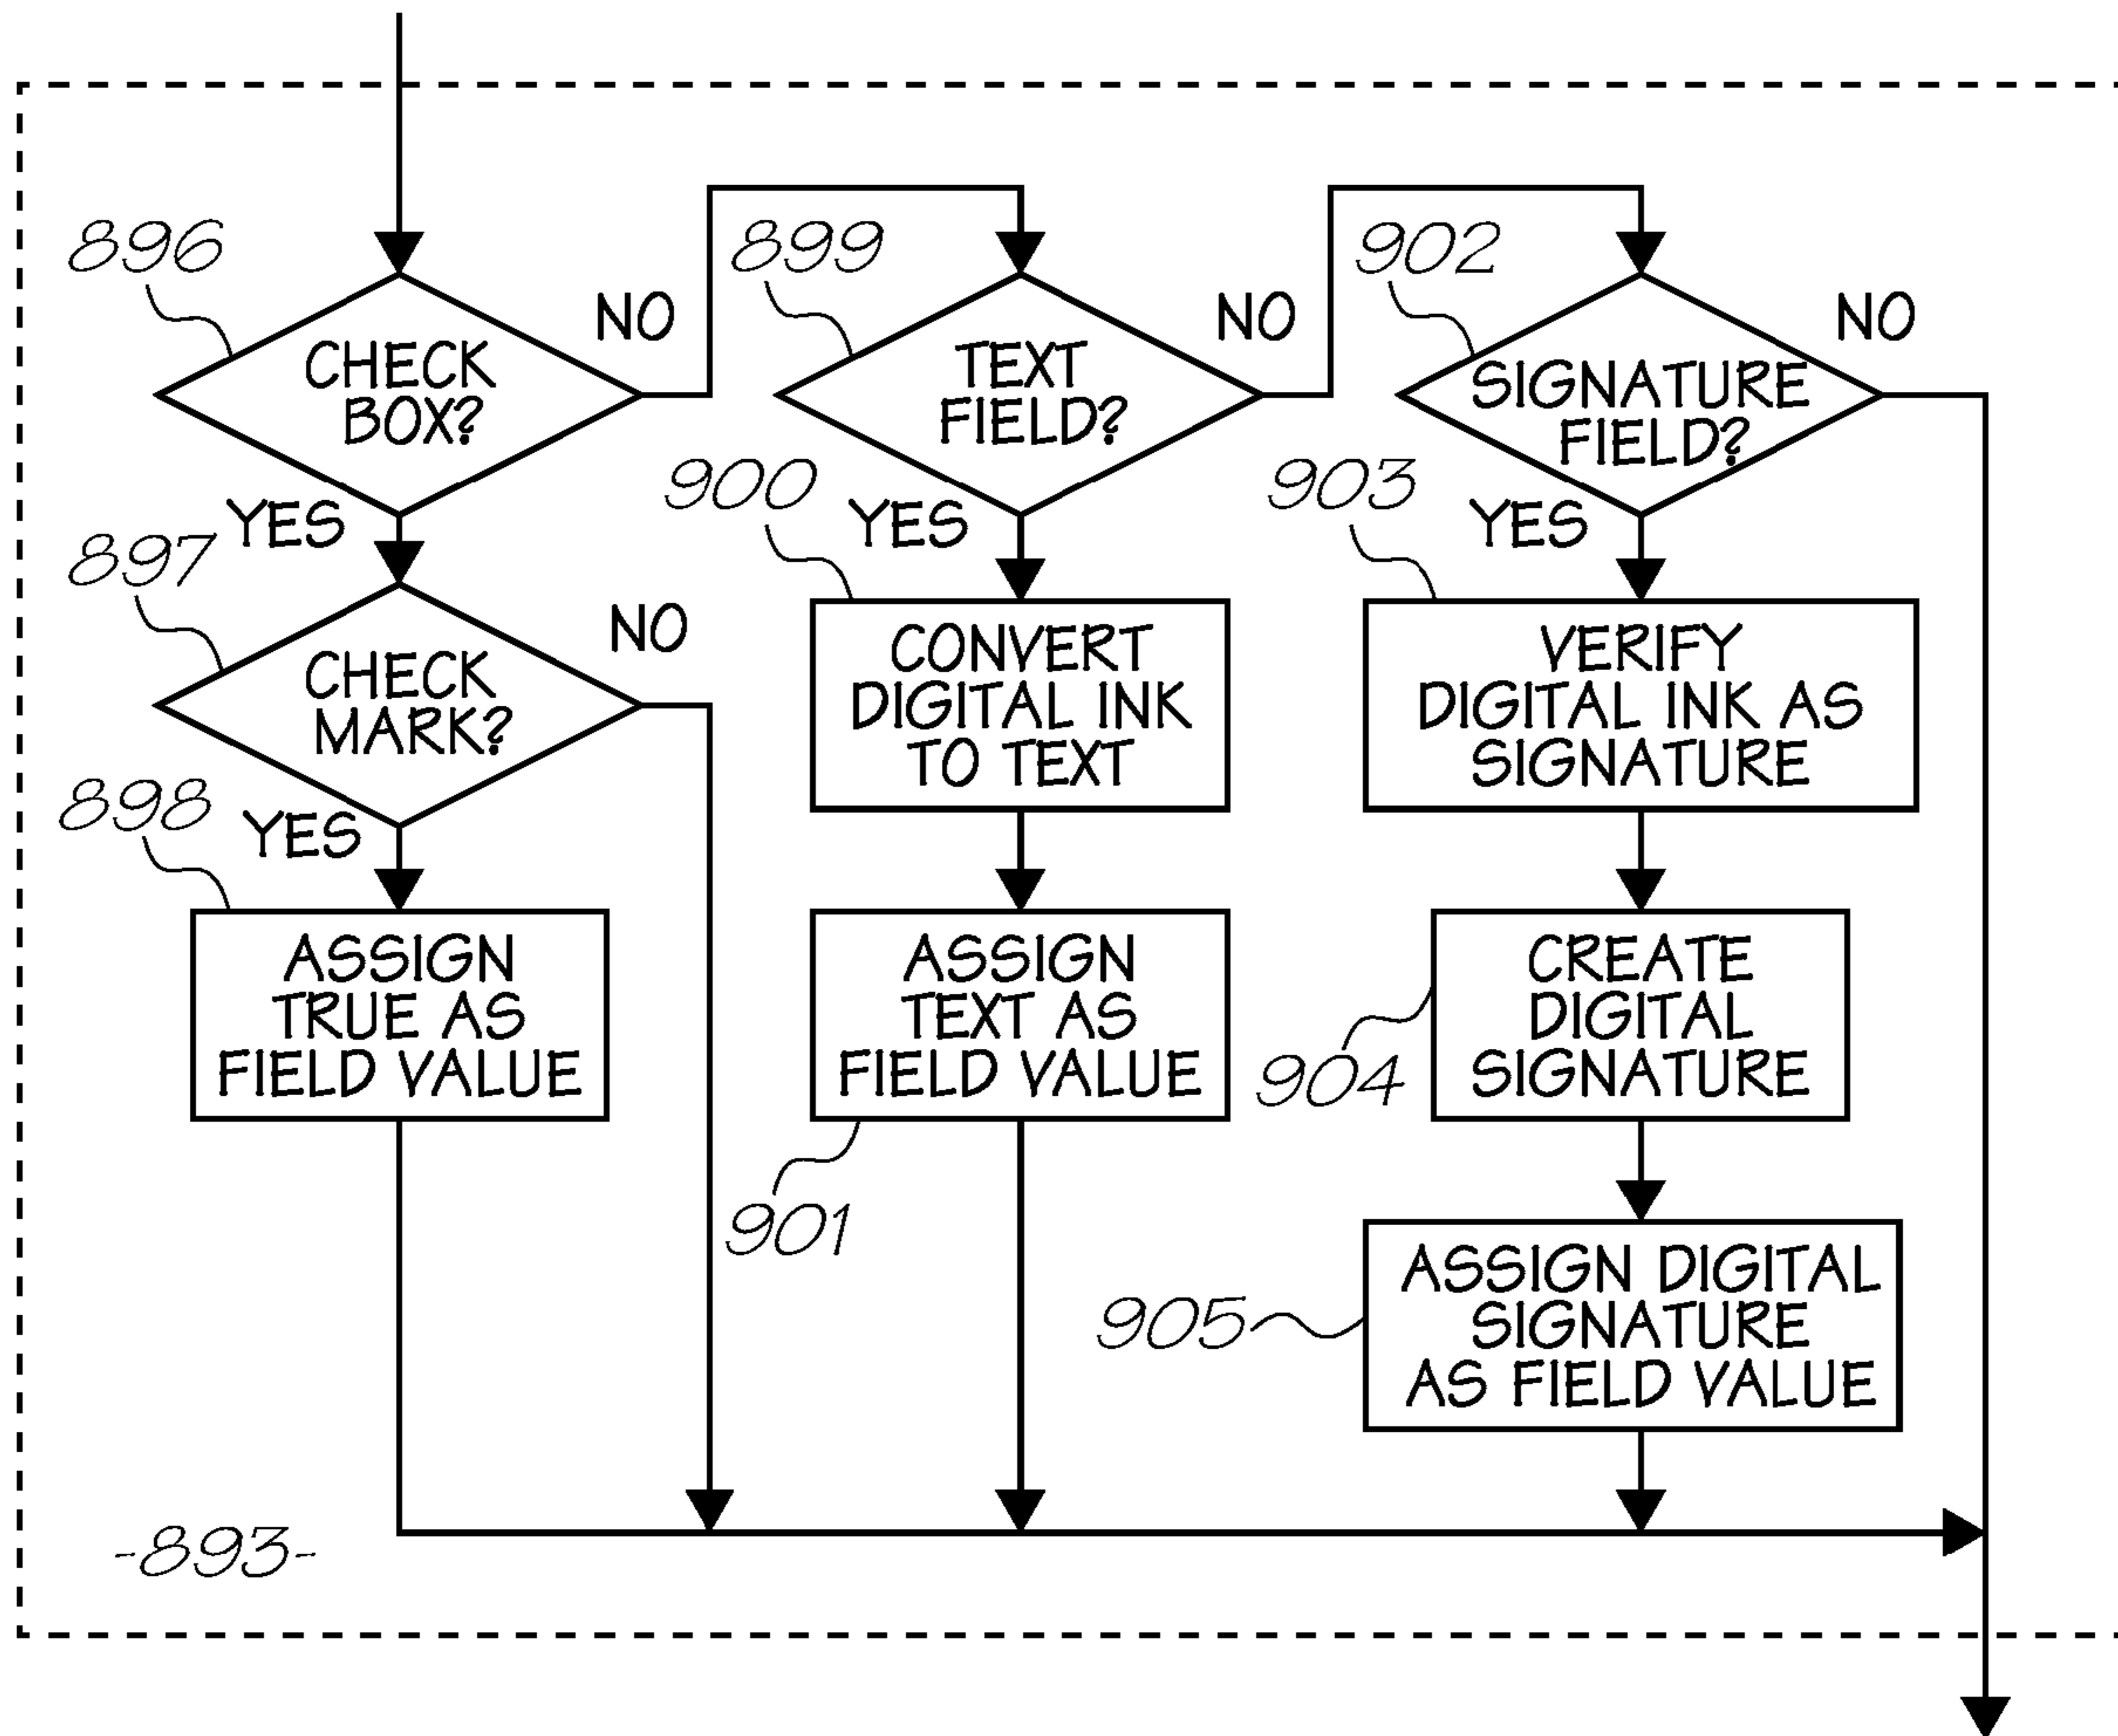 896
CHECK
BOX?
NO
YES
897
CHECK
MARK?
NO
YES
898
ASSIGN
TRUE AS
FIELD VALUE
899
TEXT
FIELD?
NO
YES
900
CONVERT
DIGITAL INK
TO TEXT
ASSIGN
TEXT AS
FIELD VALUE
901
902
SIGNATURE
FIELD?
NO
YES
903
VERIFY
DIGITAL INK AS
SIGNATURE
CREATE
DIGITAL
SIGNATURE
904
ASSIGN DIGITAL
SIGNATURE
AS FIELD VALUE
905
-893-